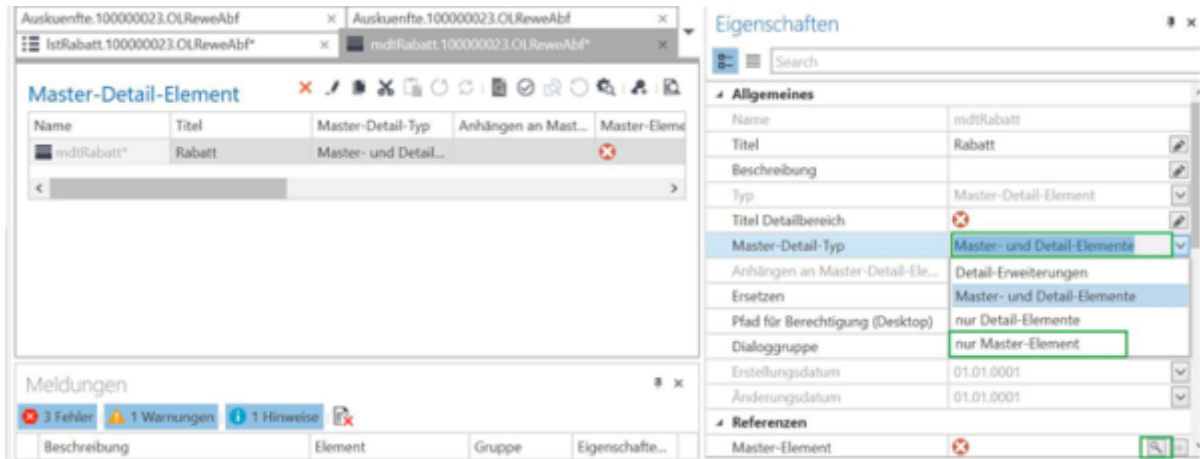 Auskuenfte.100000023.OLReweAbf × Auskuenfte.100000023.OLReweAbf ×
lstRabatt.100000023.OLReweAbf* × mdtRabatt.100000023.OLReweAbf* ×
Master-Detail-Element
Name Titel Master-Detail-Typ Anhängen an Mast... Master-Eleme
mdtRabatt* Rabatt Master- und Detail...
Meldungen
3 Fehler 1 Warnungen 1 Hinweise
Beschreibung Element Gruppe Eigenschafte...
Eigenschaften
Search
Allgemeines
Name mdtRabatt
Titel Rabatt
Beschreibung
Typ Master-Detail-Element
Titel Detailbereich
Master-Detail-Typ Master- und Detail-Elemente
Anhängen an Master-Detail-Ele... Detail-Erweiterungen
Ersetzen Master- und Detail-Elemente
Pfad für Berechtigung (Desktop) nur Detail-Elemente
Dialoggruppe nur Master-Element
Erstellungsdatum 01.01.0001
Änderungsdatum 01.01.0001
Referenzen
Master-Element